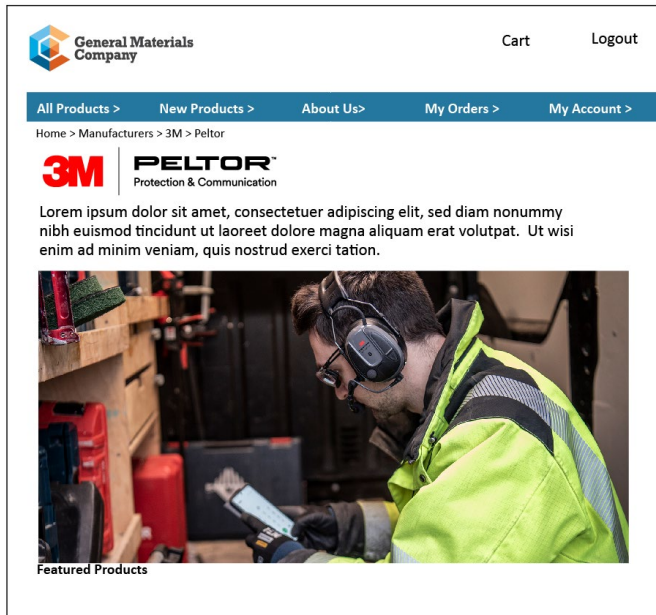 General Materials
Company
Cart
Logout
All Products >
New Products >
About Us>
My Orders >
My Account >
Home > Manufacturers > 3M > Peltor
3M
PELTOR™
Protection & Communication
Lorem ipsum dolor sit amet, consectetuer adipiscing elit, sed diam nonummy
nibh euismod tincidunt ut laoreet dolore magna aliquam erat volutpat.  Ut wisi
enim ad minim veniam, quis nostrud exerci tation.
3M
Featured Products